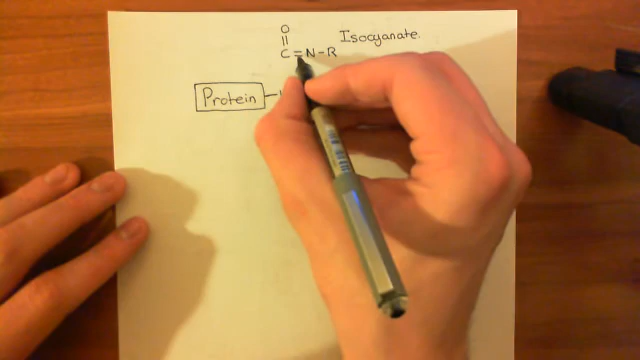 O
||
C=N-R Isocyanate.
Protein